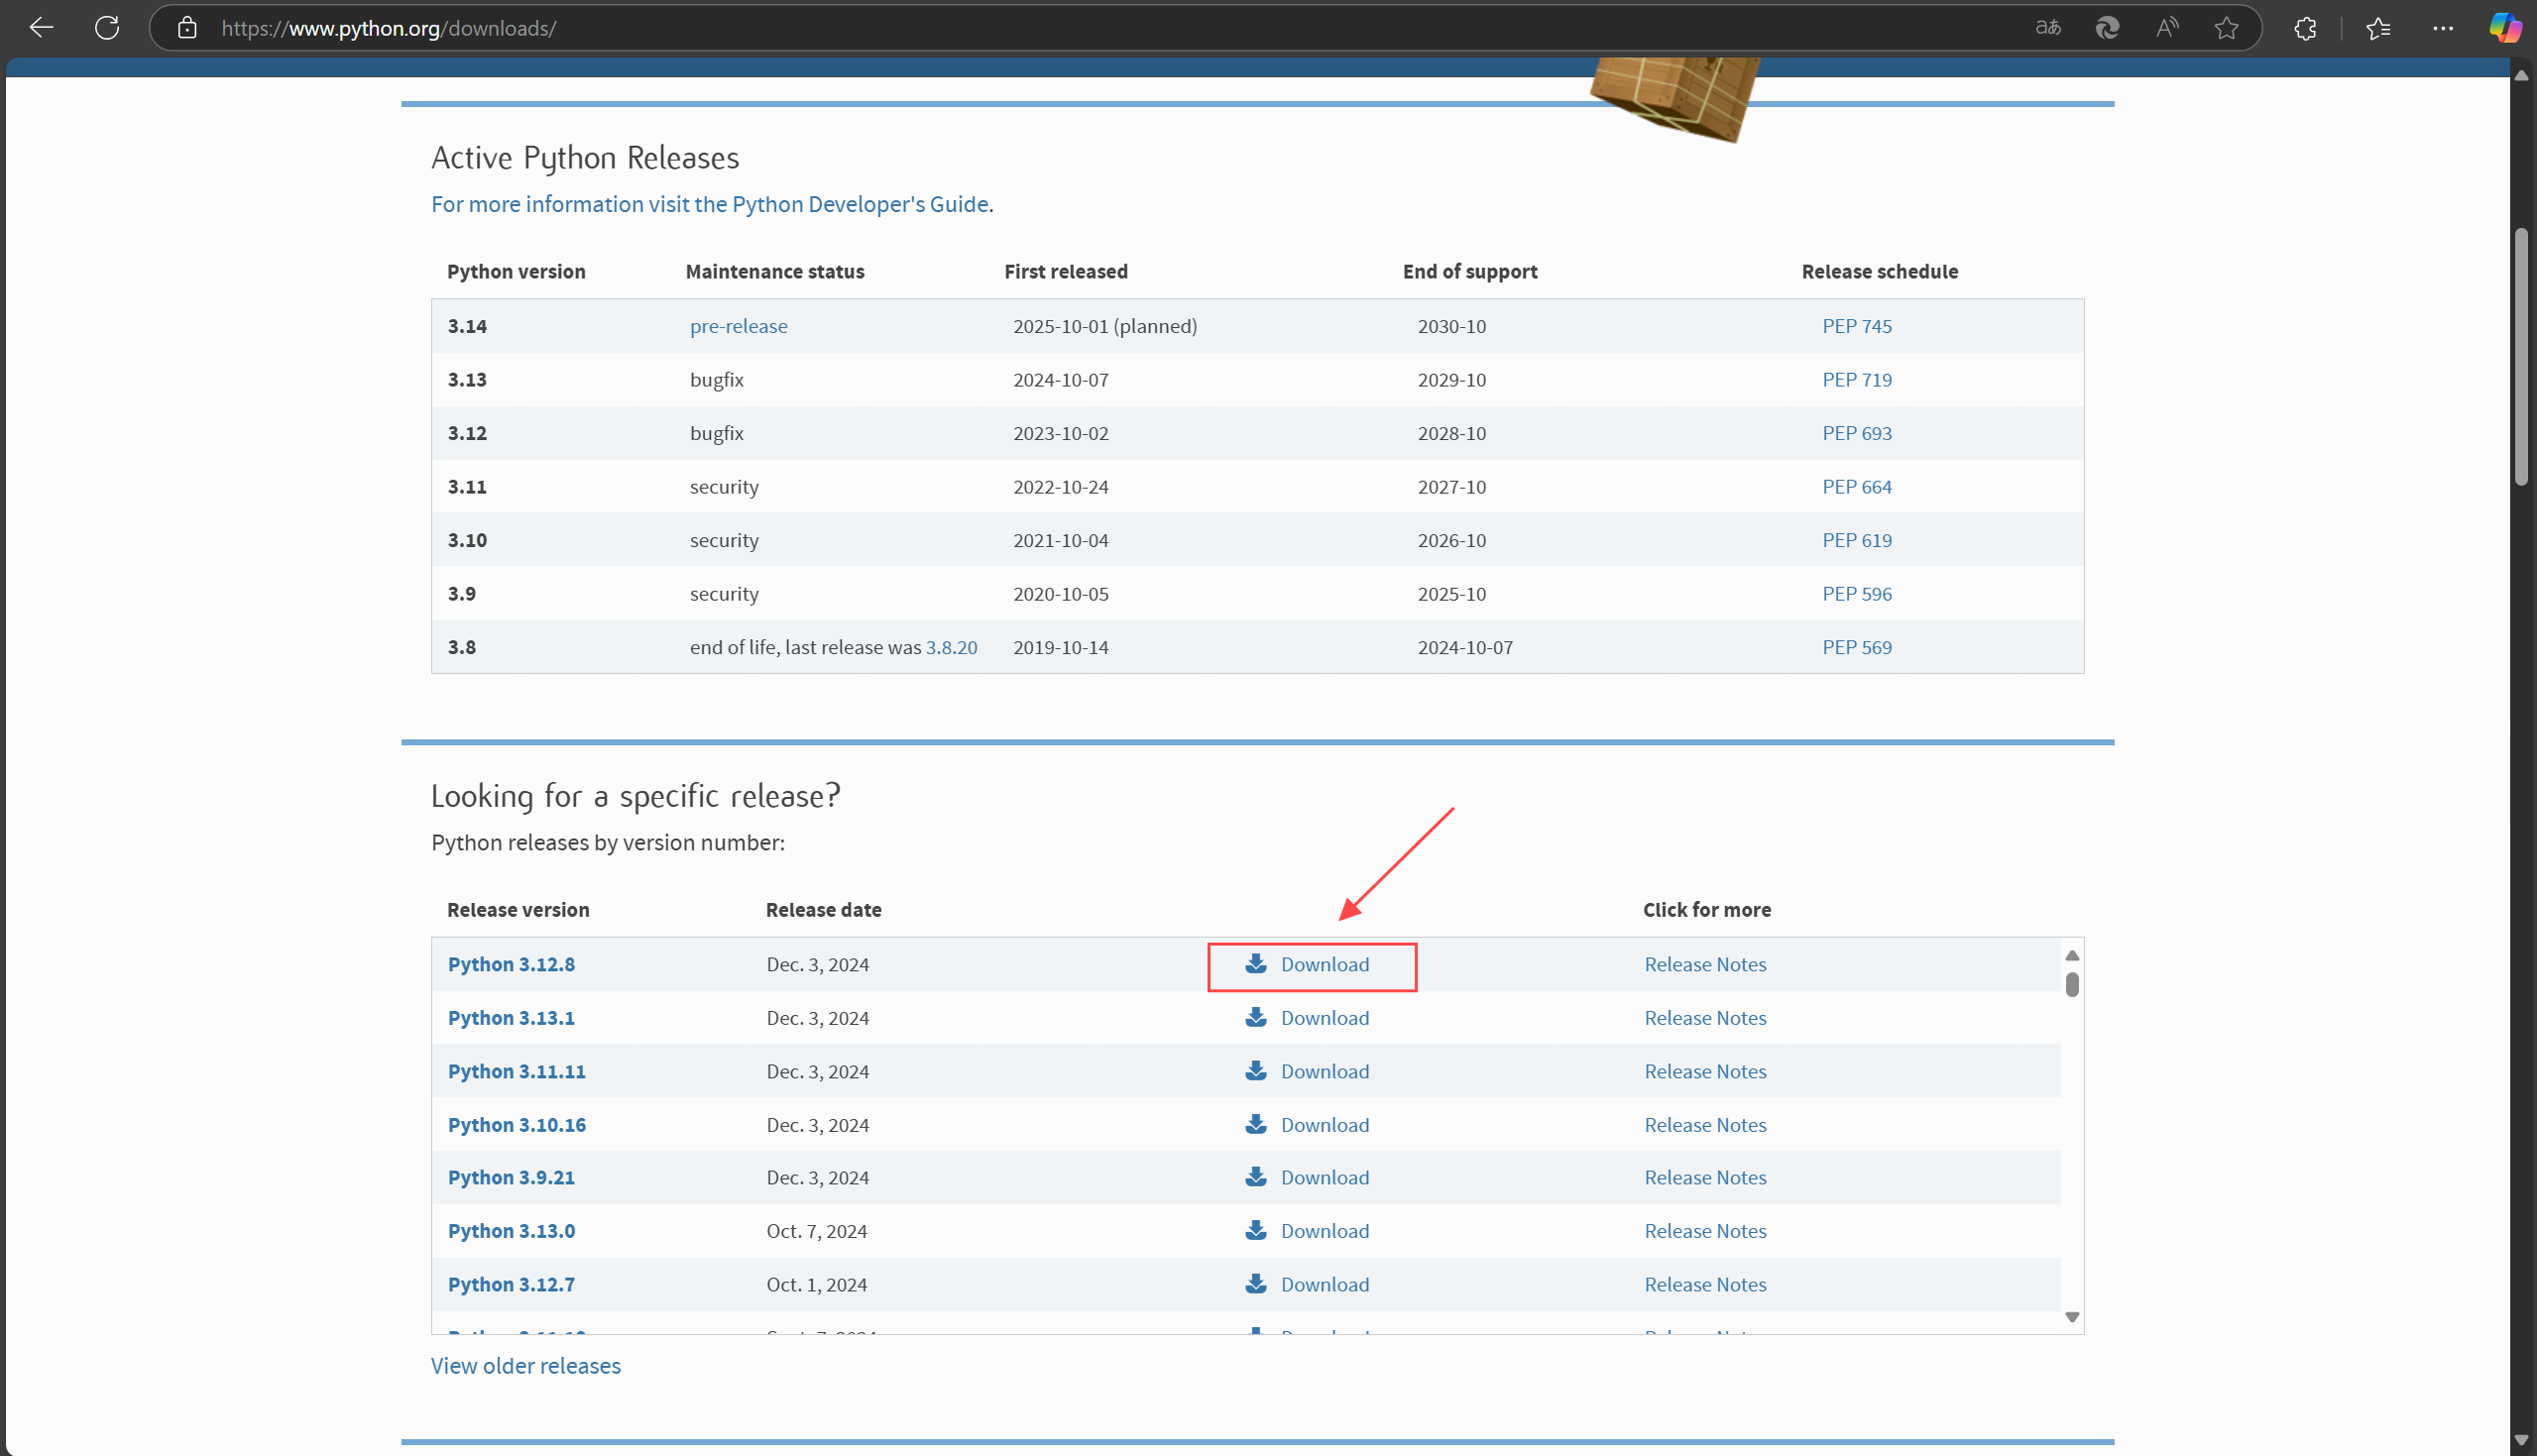 https://www.python.org/downloads/
Active Python Releases
For more information visit the Python Developer's Guide.
Python version Maintenance status First released End of support Release schedule
3.14 pre-release 2025-10-01 (planned) 2030-10 PEP 745
3.13 bugfix 2024-10-07 2029-10 PEP 719
3.12 bugfix 2023-10-02 2028-10 PEP 693
3.11 security 2022-10-24 2027-10 PEP 664
3.10 security 2021-10-04 2026-10 PEP 619
3.9 security 2020-10-05 2025-10 PEP 596
3.8 end of life, last release was 3.8.20 2019-10-14 2024-10-07 PEP 569
Looking for a specific release?
Python releases by version number:
Release version Release date Click for more
Python 3.12.8 Dec. 3, 2024 Download Release Notes
Python 3.13.1 Dec. 3, 2024 Download Release Notes
Python 3.11.11 Dec. 3, 2024 Download Release Notes
Python 3.10.16 Dec. 3, 2024 Download Release Notes
Python 3.9.21 Dec. 3, 2024 Download Release Notes
Python 3.13.0 Oct. 7, 2024 Download Release Notes
Python 3.12.7 Oct. 1, 2024 Download Release Notes
View older releases